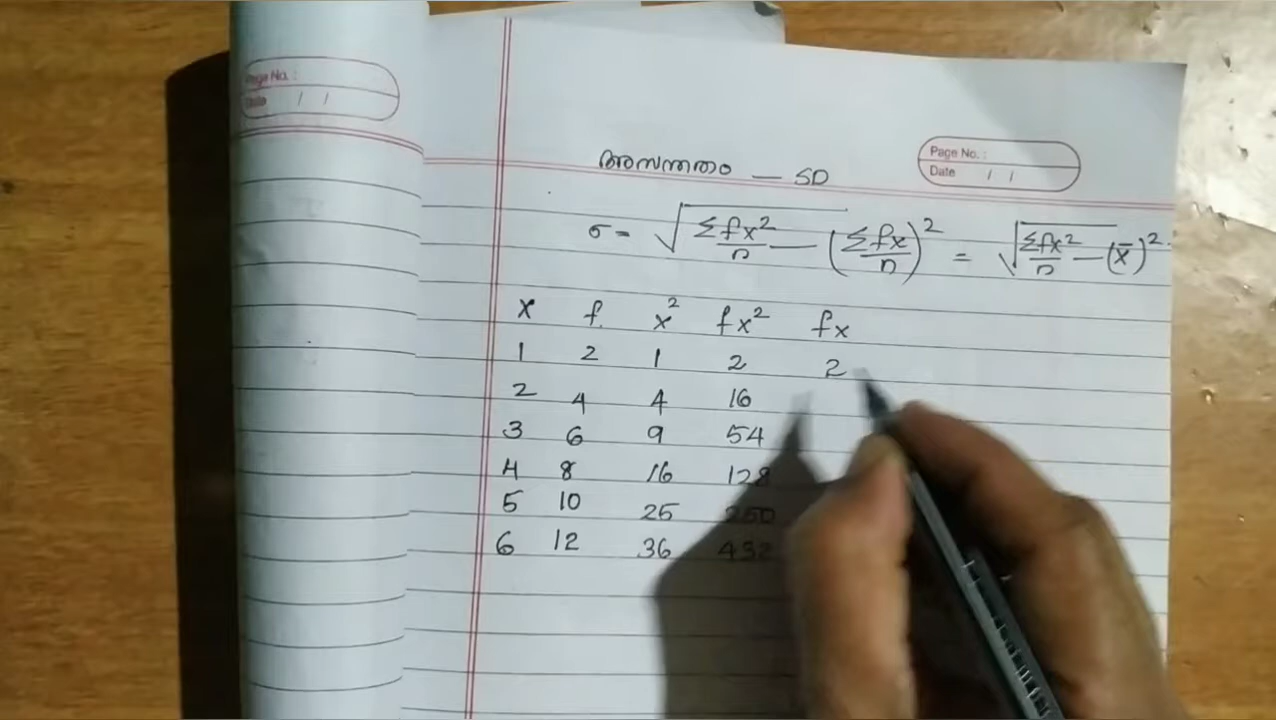 Page No. :
Date / /
Page No. :
Date / /
അസന്നതാം — SD
σ = √(Σfx²/n — (Σfx/n)²) = √(Σfx²/n — (x̄)²).
x f. x² fx² fx
1 2 1 2 2
2 4 4 16
3 6 9 54
4 8 16 128
5 10 25 250
6 12 36 432